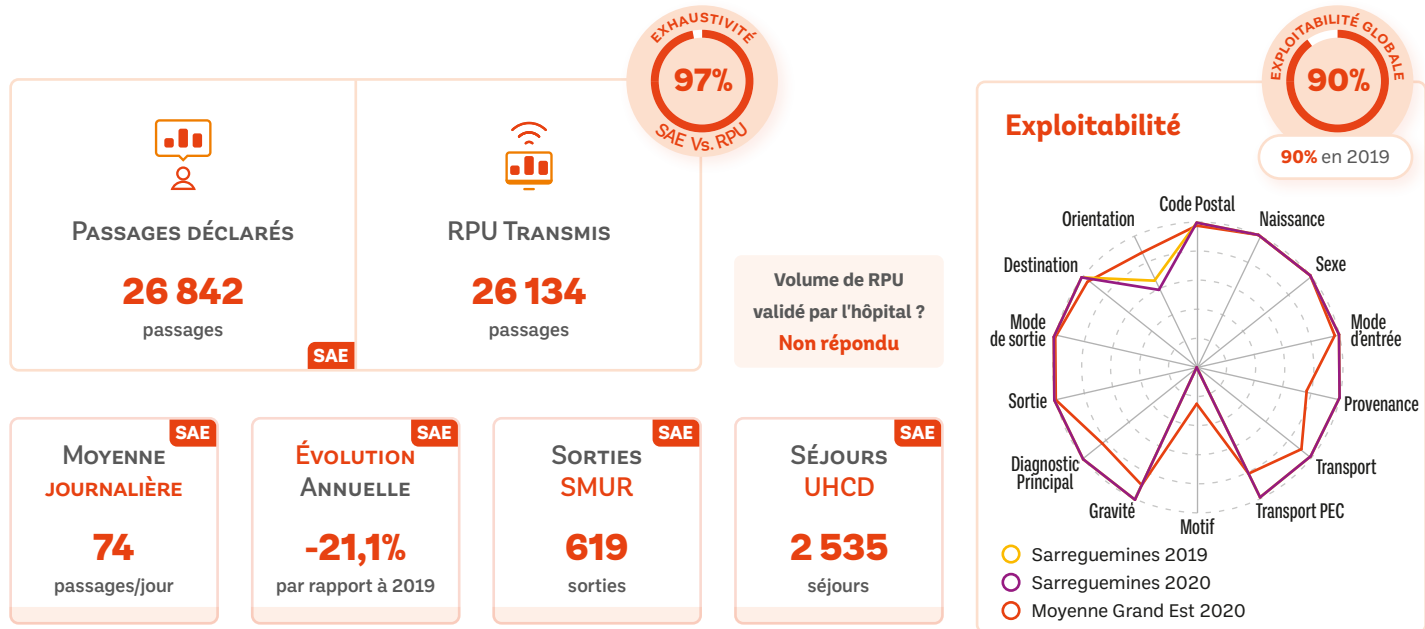 EXHAUSTIVITÉ
97%
SAE Vs. RPU
PASSAGES DÉCLARÉS
26 842
passages
SAE
RPU TRANSMIS
26 134
passages
Volume de RPU
validé par l'hôpital ?
Non répondu
SAE
MOYENNE
JOURNALIÈRE
74
passages/jour
SAE
ÉVOLUTION
ANNUELLE
-21,1%
par rapport à 2019
SAE
SORTIES
SMUR
619
sorties
SAE
SÉJOURS
UHCD
2 535
séjours
EXPLOITABILITÉ GLOBALE
90%
90% en 2019
Exploitabilité
Code Postal
Naissance
Sexe
Mode
d'entrée
Provenance
Transport
Transport PEC
Motif
Gravité
Diagnostic
Principal
Sortie
Mode
de sortie
Destination
Orientation
Sarreguemines 2019
Sarreguemines 2020
Moyenne Grand Est 2020